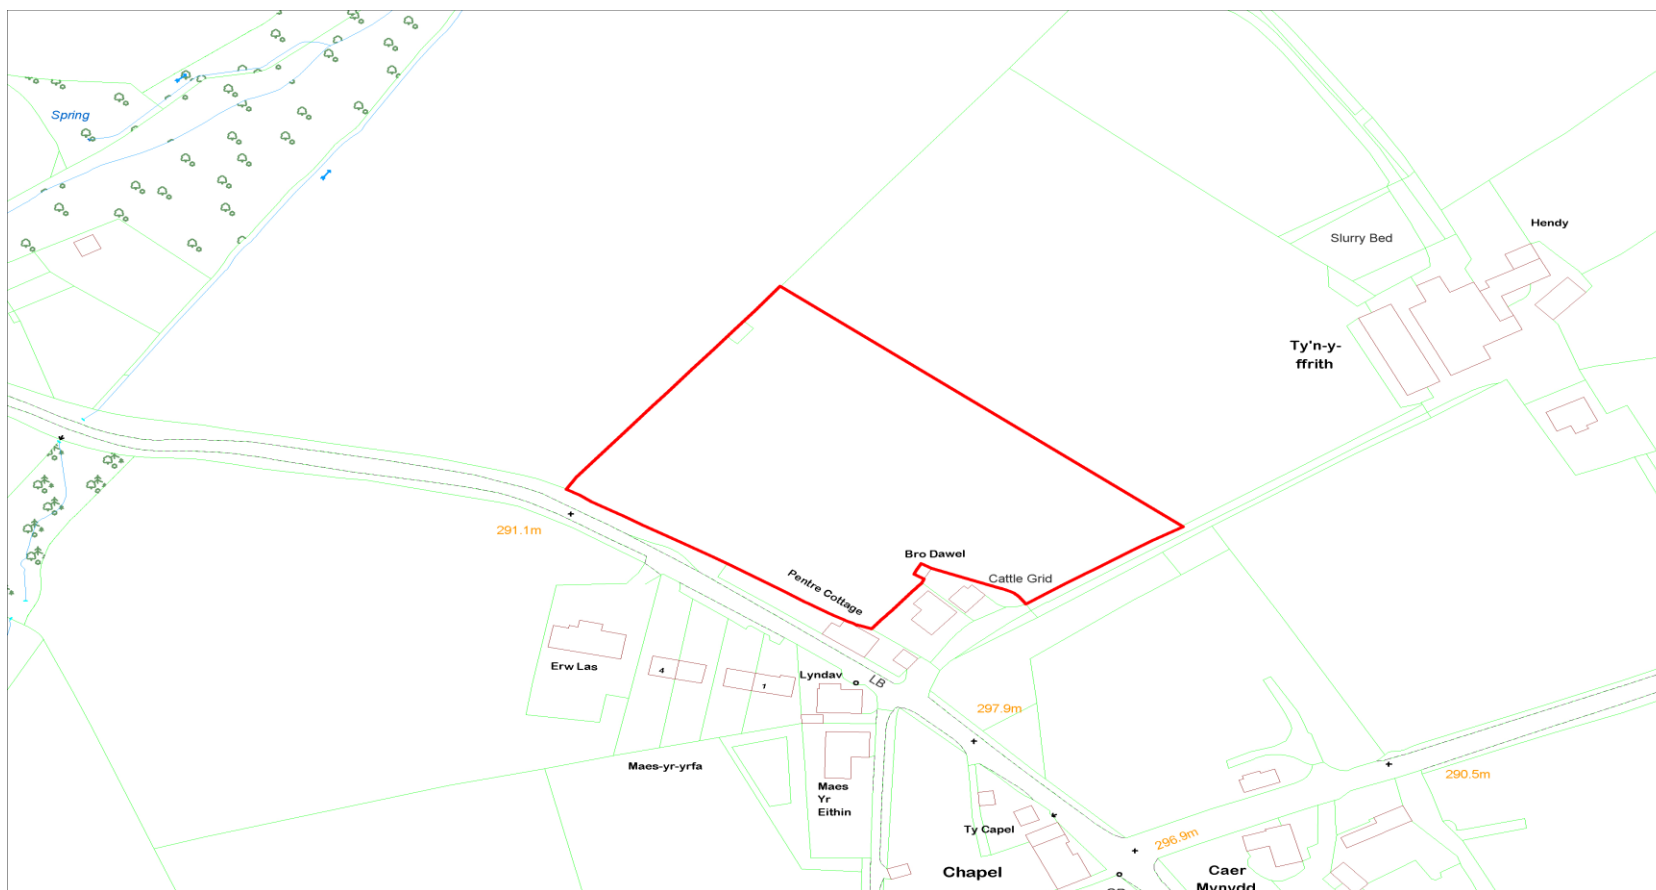 Spring
Hendy
Slurry Bed
Ty'n-y-
ffrith
291.1m
Bro Dawel
Cattle Grid
Pentre Cottage
Erw Las
4
1
Lyndav
LB
297.9m
Maes-yr-yrfa
Maes
Yr
Eithin
290.5m
Ty Capel
296.9m
Chapel
Caer
Mynydd